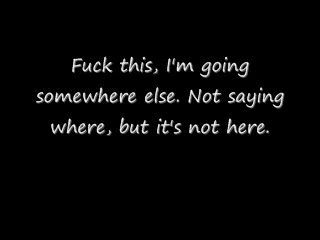 Fuck this, I'm going
somewhere else. Not saying
where, but it's not here.